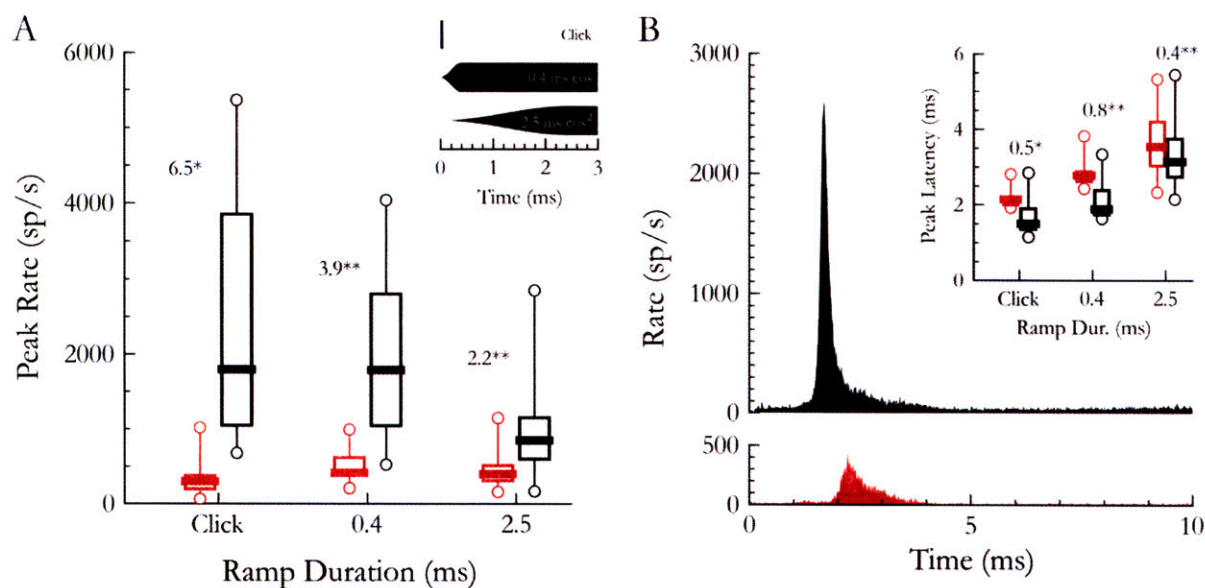 A
Peak Rate (sp/s)
6000
4000
2000
0
6.5*
3.9**
2.2**
Click
0.4
2.5
Ramp Duration (ms)
Click
0.4 ms cos
2.5 ms cos²
0
1
2
3
Time (ms)
B
Rate (sp/s)
3000
2000
1000
0
500
0
0
5
10
Time (ms)
Peak Latency (ms)
6
4
2
0
0.5*
0.8**
0.4**
Click
0.4
2.5
Ramp Dur. (ms)